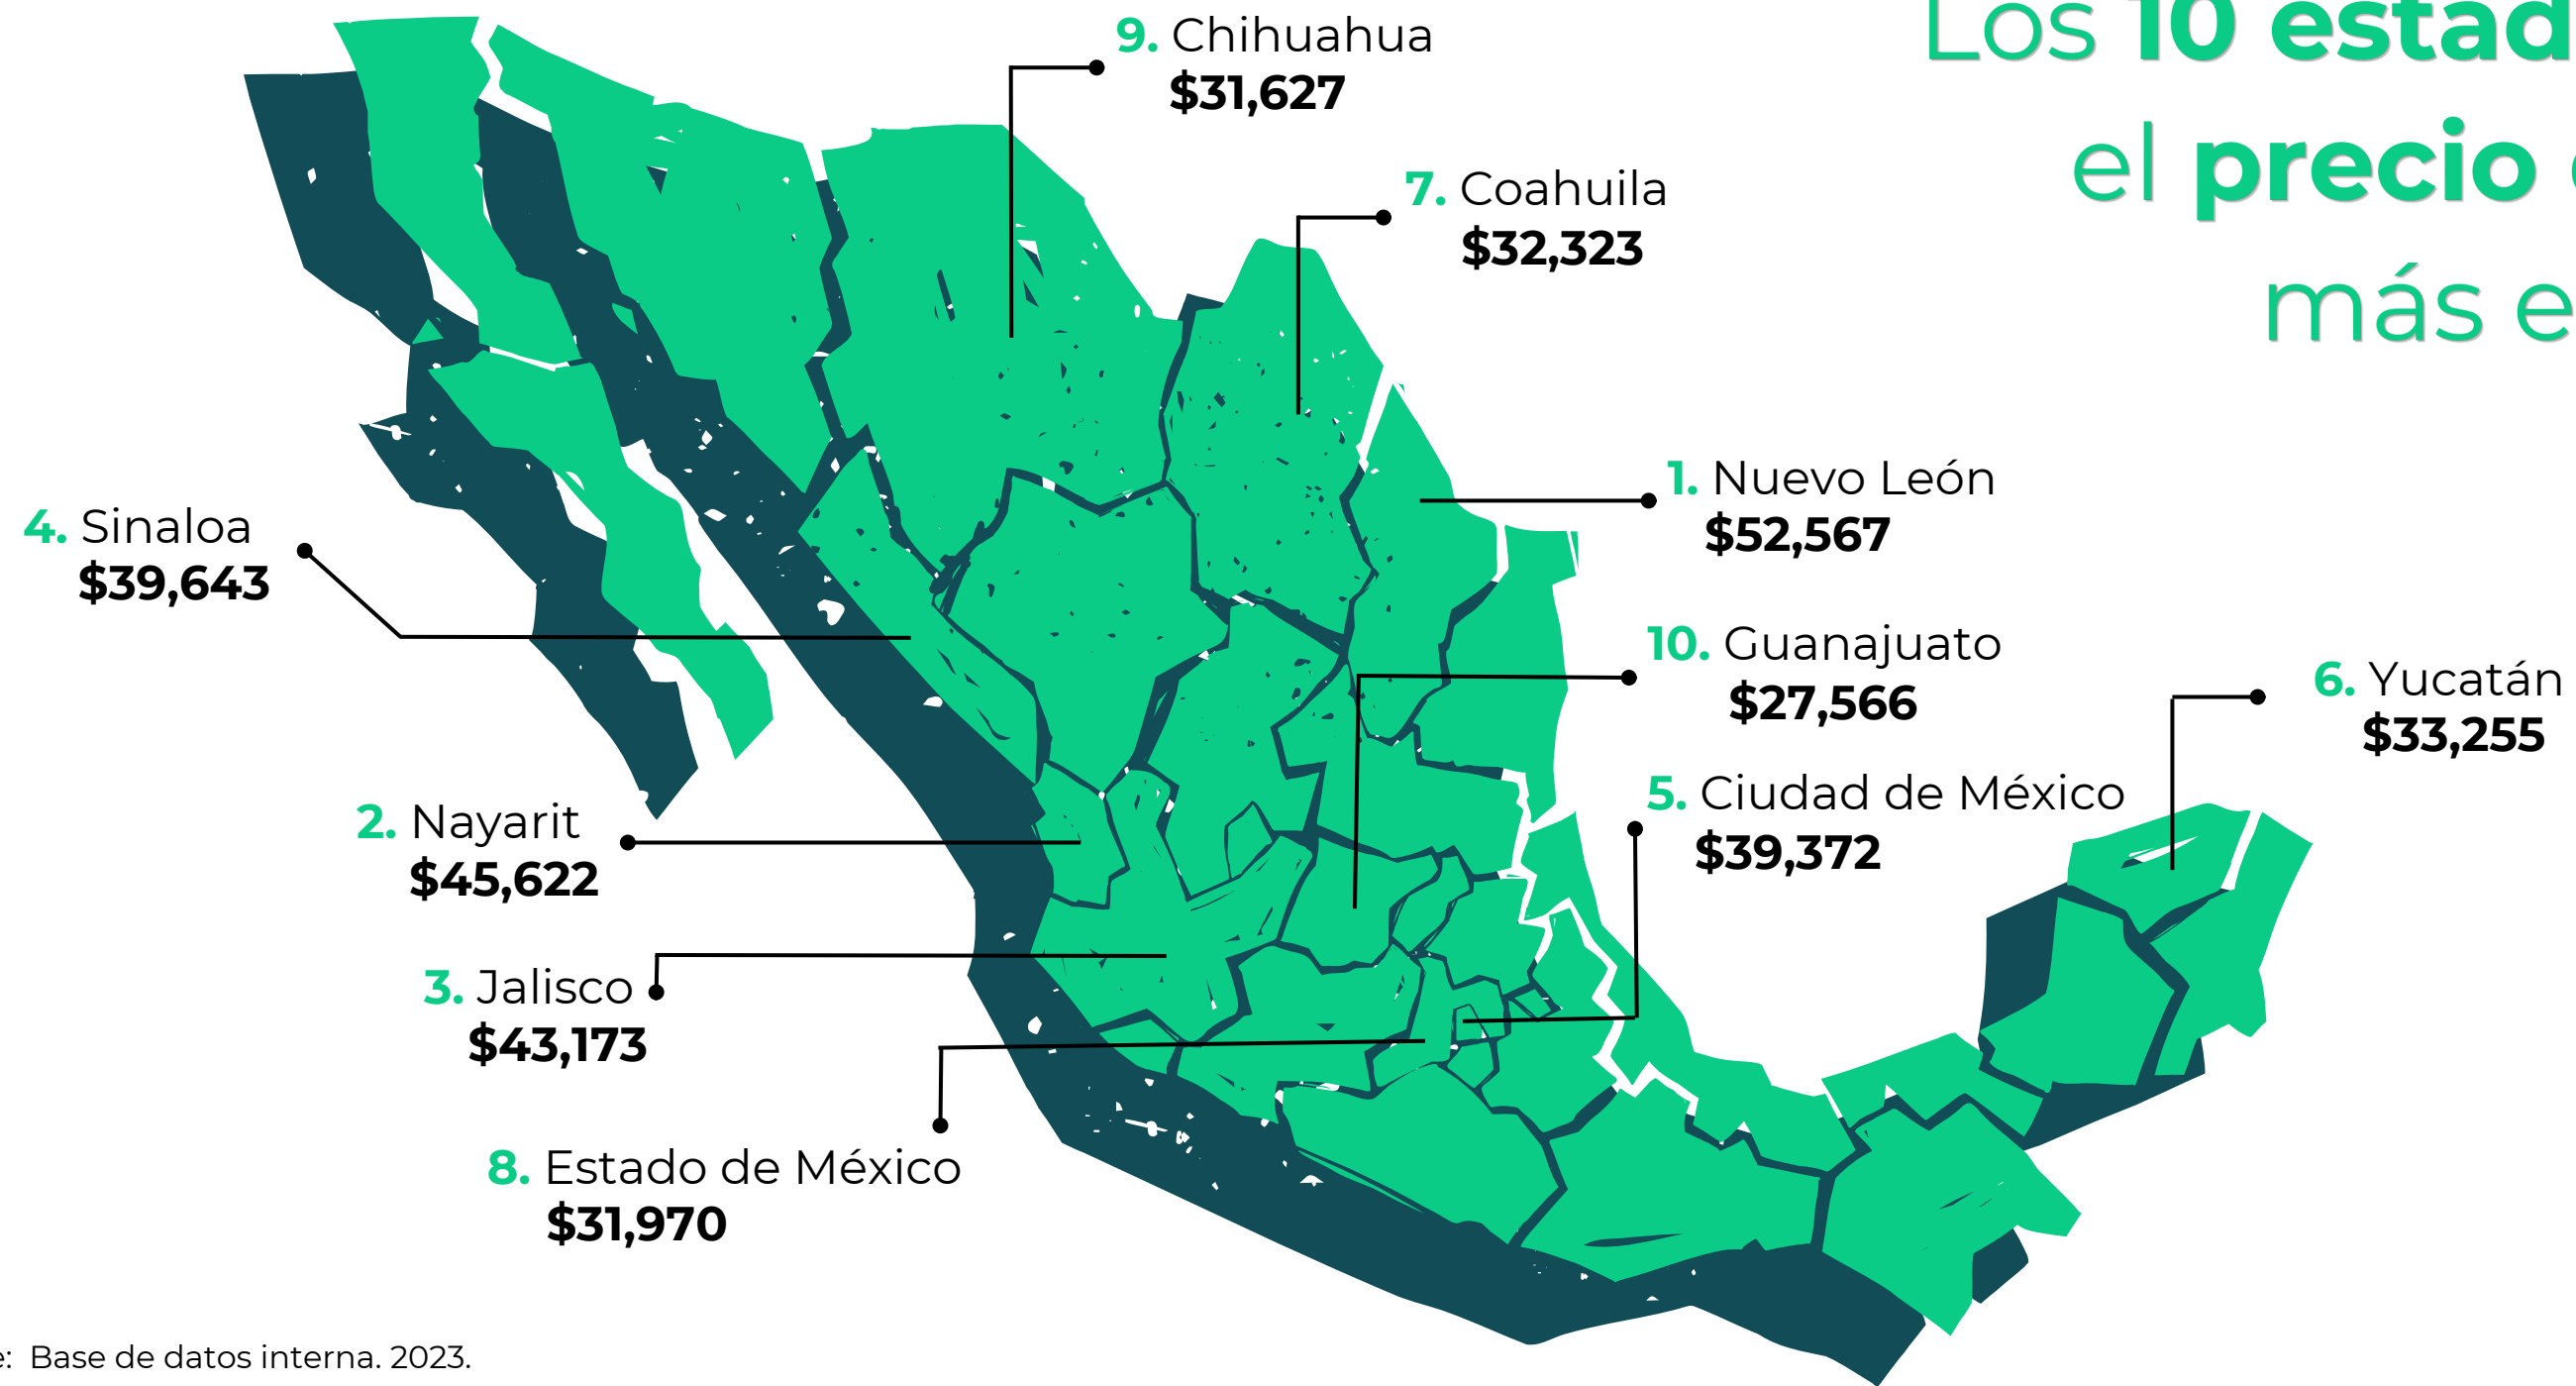 Los 10 estad
el precio
más e
9. Chihuahua
$31,627
7. Coahuila
$32,323
1. Nuevo León
$52,567
4. Sinaloa
$39,643
10. Guanajuato
$27,566
6. Yucatán
$33,255
5. Ciudad de México
$39,372
2. Nayarit
$45,622
3. Jalisco
$43,173
8. Estado de México
$31,970
e: Base de datos interna. 2023.